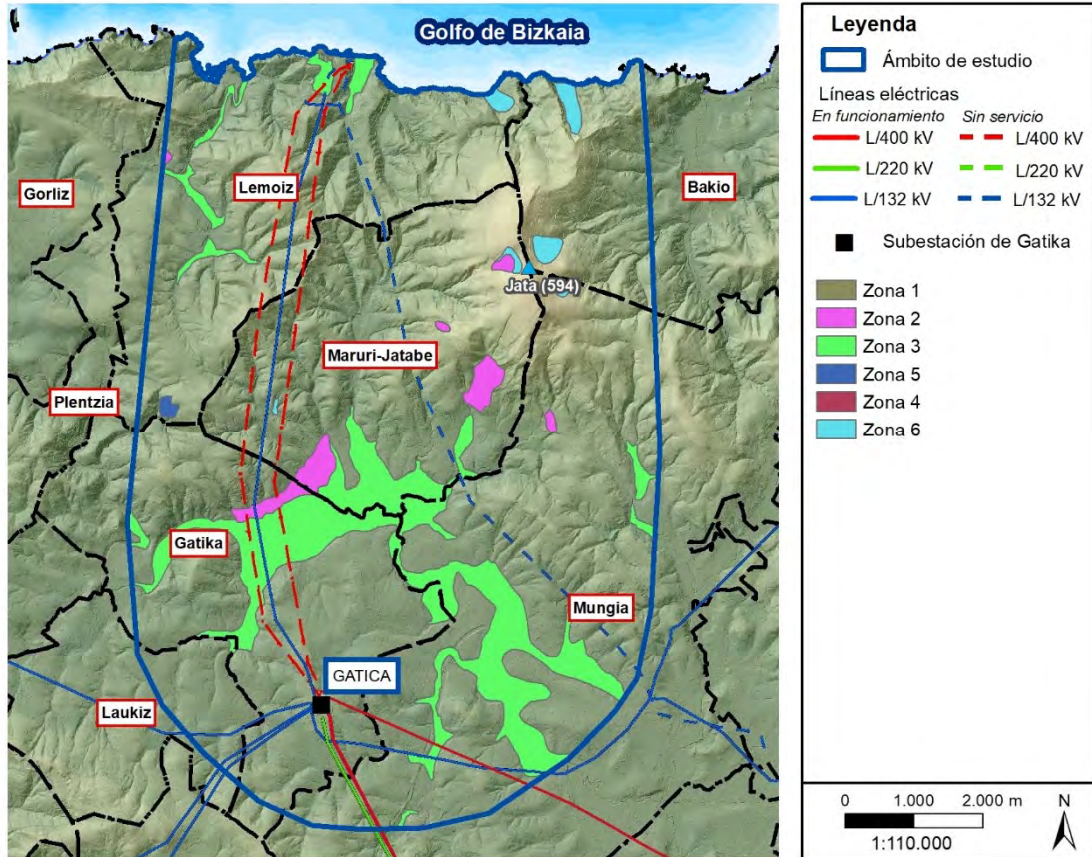 Golfo de Bizkaia
Gorliz
Lemoiz
Bakio
Jata (594)
Maruri-Jatabe
Plentzia
Gatika
Mungia
GATICA
Laukiz
Leyenda
Ámbito de estudio
Líneas eléctricas
En funcionamiento Sin servicio
L/400 kV L/400 kV
L/220 kV L/220 kV
L/132 kV L/132 kV
Subestación de Gatika
Zona 1
Zona 2
Zona 3
Zona 5
Zona 4
Zona 6
0 1.000 2.000 m N
1:110.000